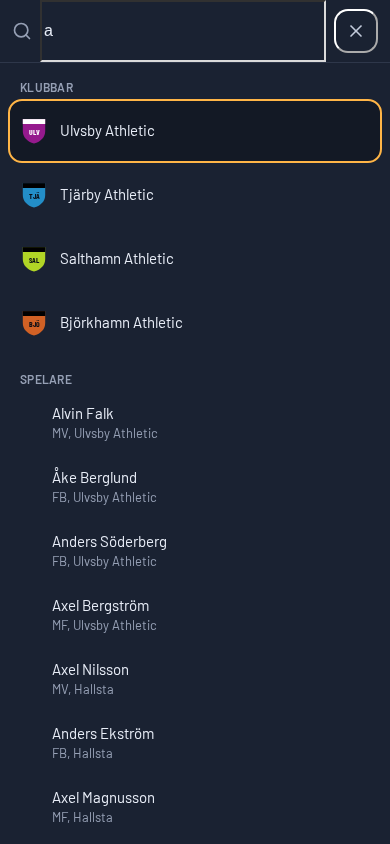 a
KLUBBAR
ULV
Ulvsby Athletic
TJÄ
Tjärby Athletic
SAL
Salthamn Athletic
BJÖ
Björkhamn Athletic
SPELARE
Alvin Falk
MV, Ulvsby Athletic
Åke Berglund
FB, Ulvsby Athletic
Anders Söderberg
FB, Ulvsby Athletic
Axel Bergström
MF, Ulvsby Athletic
Axel Nilsson
MV, Hallsta
Anders Ekström
FB, Hallsta
Axel Magnusson
MF, Hallsta